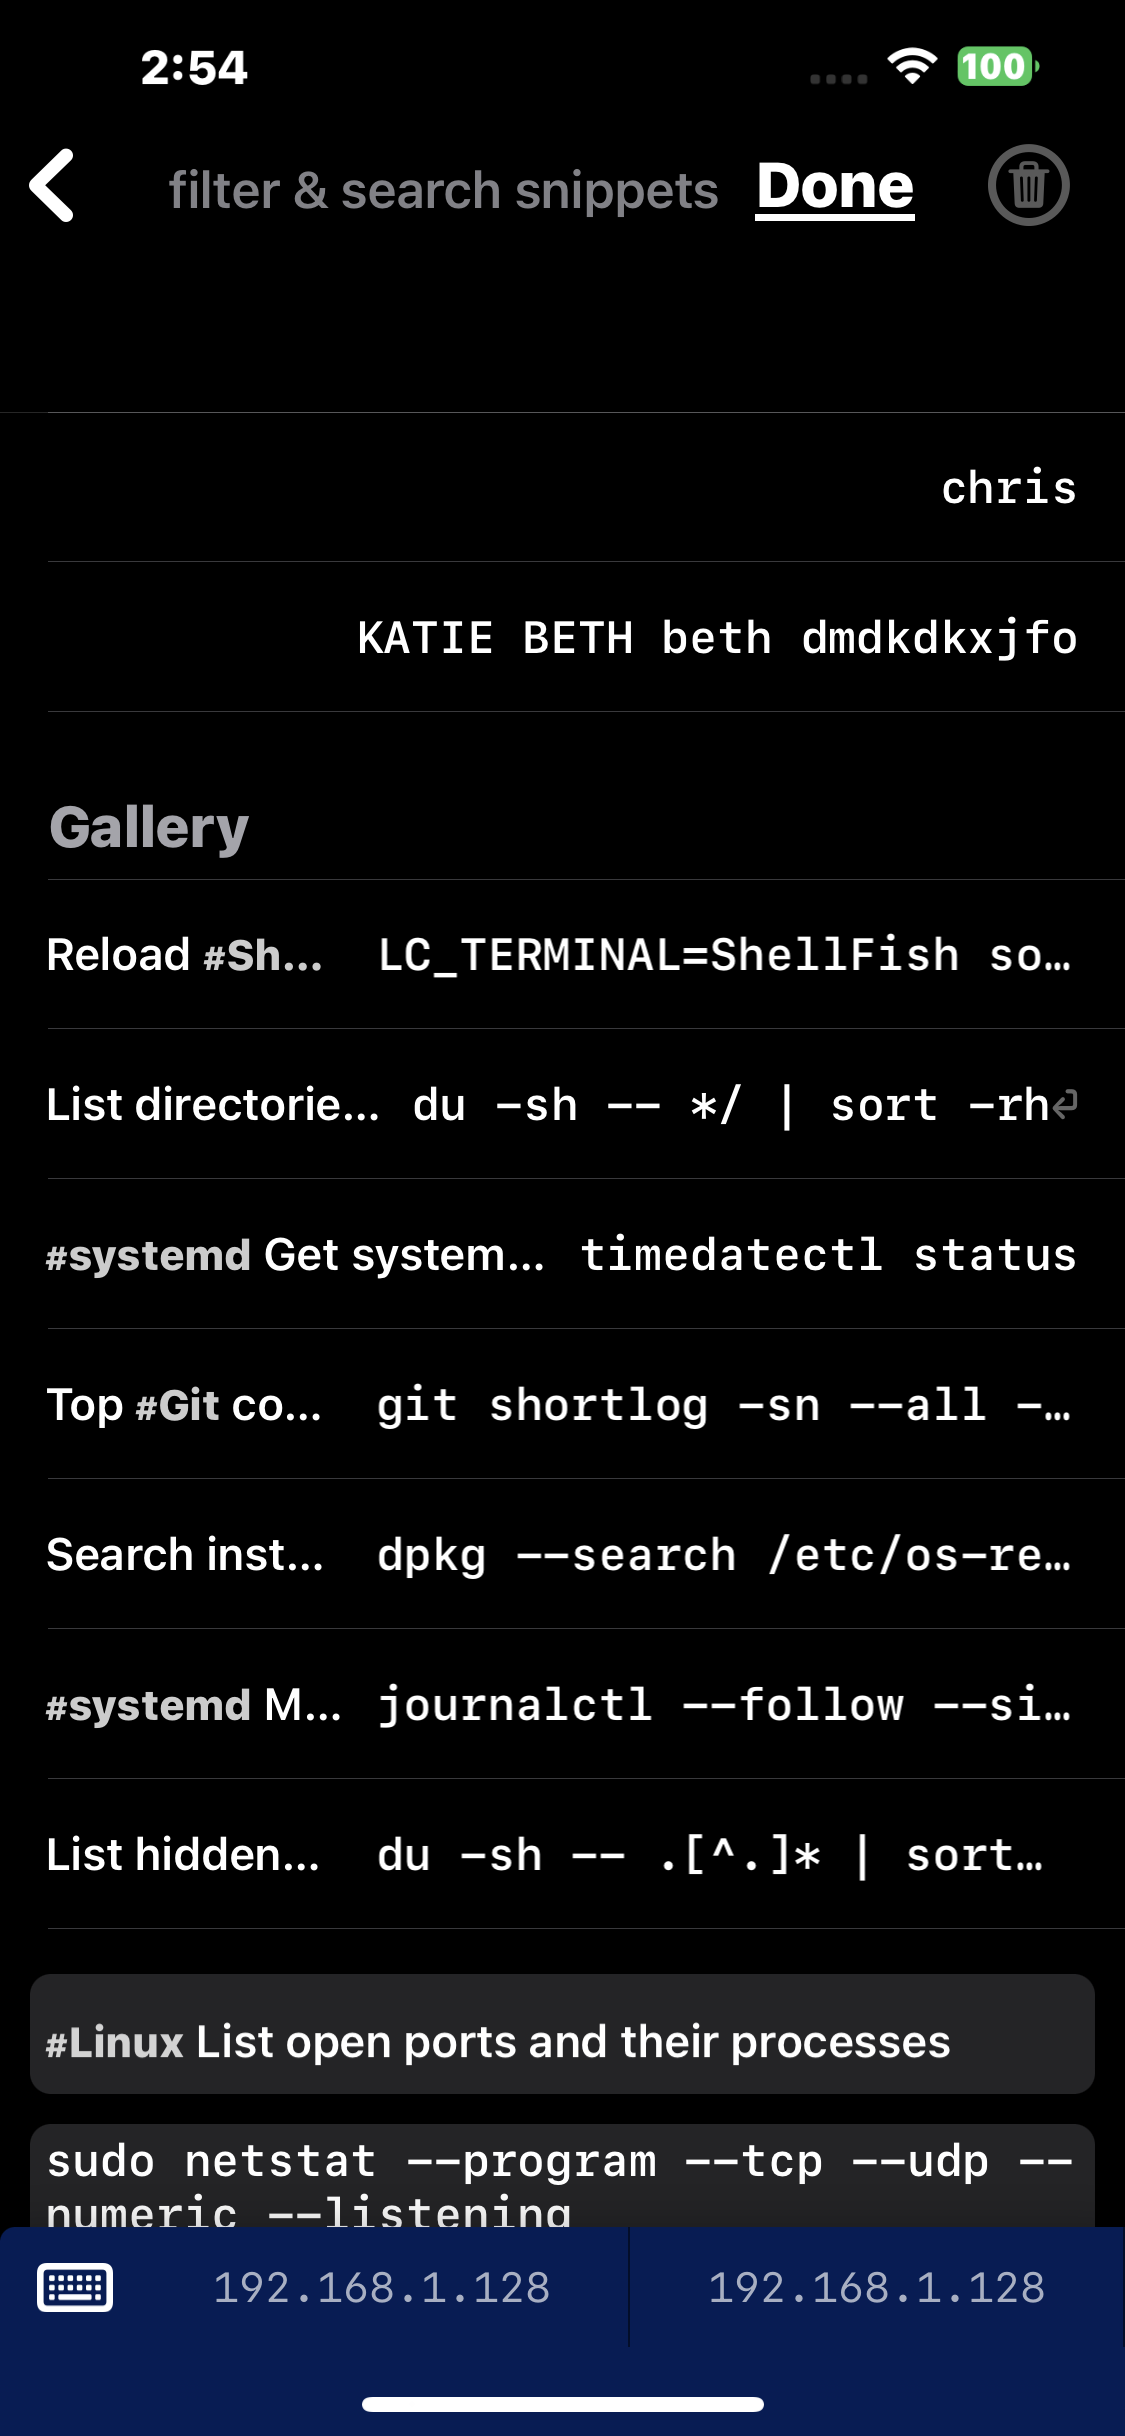 2:54
100
filter & search snippets Done
chris
KATIE BETH beth dmdkdkxjfo
Gallery
Reload #Sh... LC_TERMINAL=ShellFish so...
List directorie... du -sh -- */ | sort -rh⏎
#systemd Get system... timedatectl status
Top #Git co... git shortlog -sn --all -...
Search inst... dpkg --search /etc/os-re...
#systemd M... journalctl --follow --si...
List hidden... du -sh -- .[^.]* | sort...
#Linux List open ports and their processes
sudo netstat --program --tcp --udp --
numeric --listening
192.168.1.128 192.168.1.128